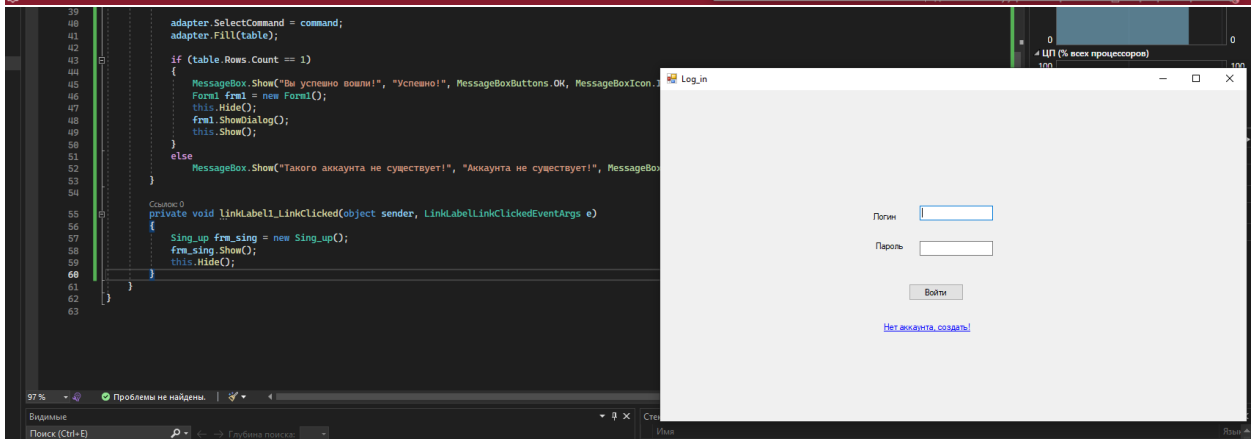 39
40 adapter.SelectCommand = command;
41 adapter.Fill(table);
42
43 if (table.Rows.Count == 1)
44 {
45 MessageBox.Show("Вы успешно вошли!", "Успешно!", MessageBoxButtons.OK, MessageBoxIcon.
46 Form1 frm1 = new Form1();
47 this.Hide();
48 frm1.ShowDialog();
49 this.Show();
50 }
51 else
52 MessageBox.Show("Такого аккаунта не существует!", "Аккаунта не существует!", MessageBo
53 }
54
Ссылок: 0
55 private void linkLabel1_LinkClicked(object sender, LinkLabelLinkClickedEventArgs e)
56 {
57 Sing_up frm_sing = new Sing_up();
58 frm_sing.Show();
59 this.Hide();
60 }
61 }
62 }
63
97 %
Проблемы не найдены.
Видимые
Поиск (Ctrl+E)
Глубина поиска:
Сте
Имя
Язык
0 0
ЦП (% всех процессоров)
100 100
Log_in
Логин
Пароль
Войти
Нет аккаунта, создать!